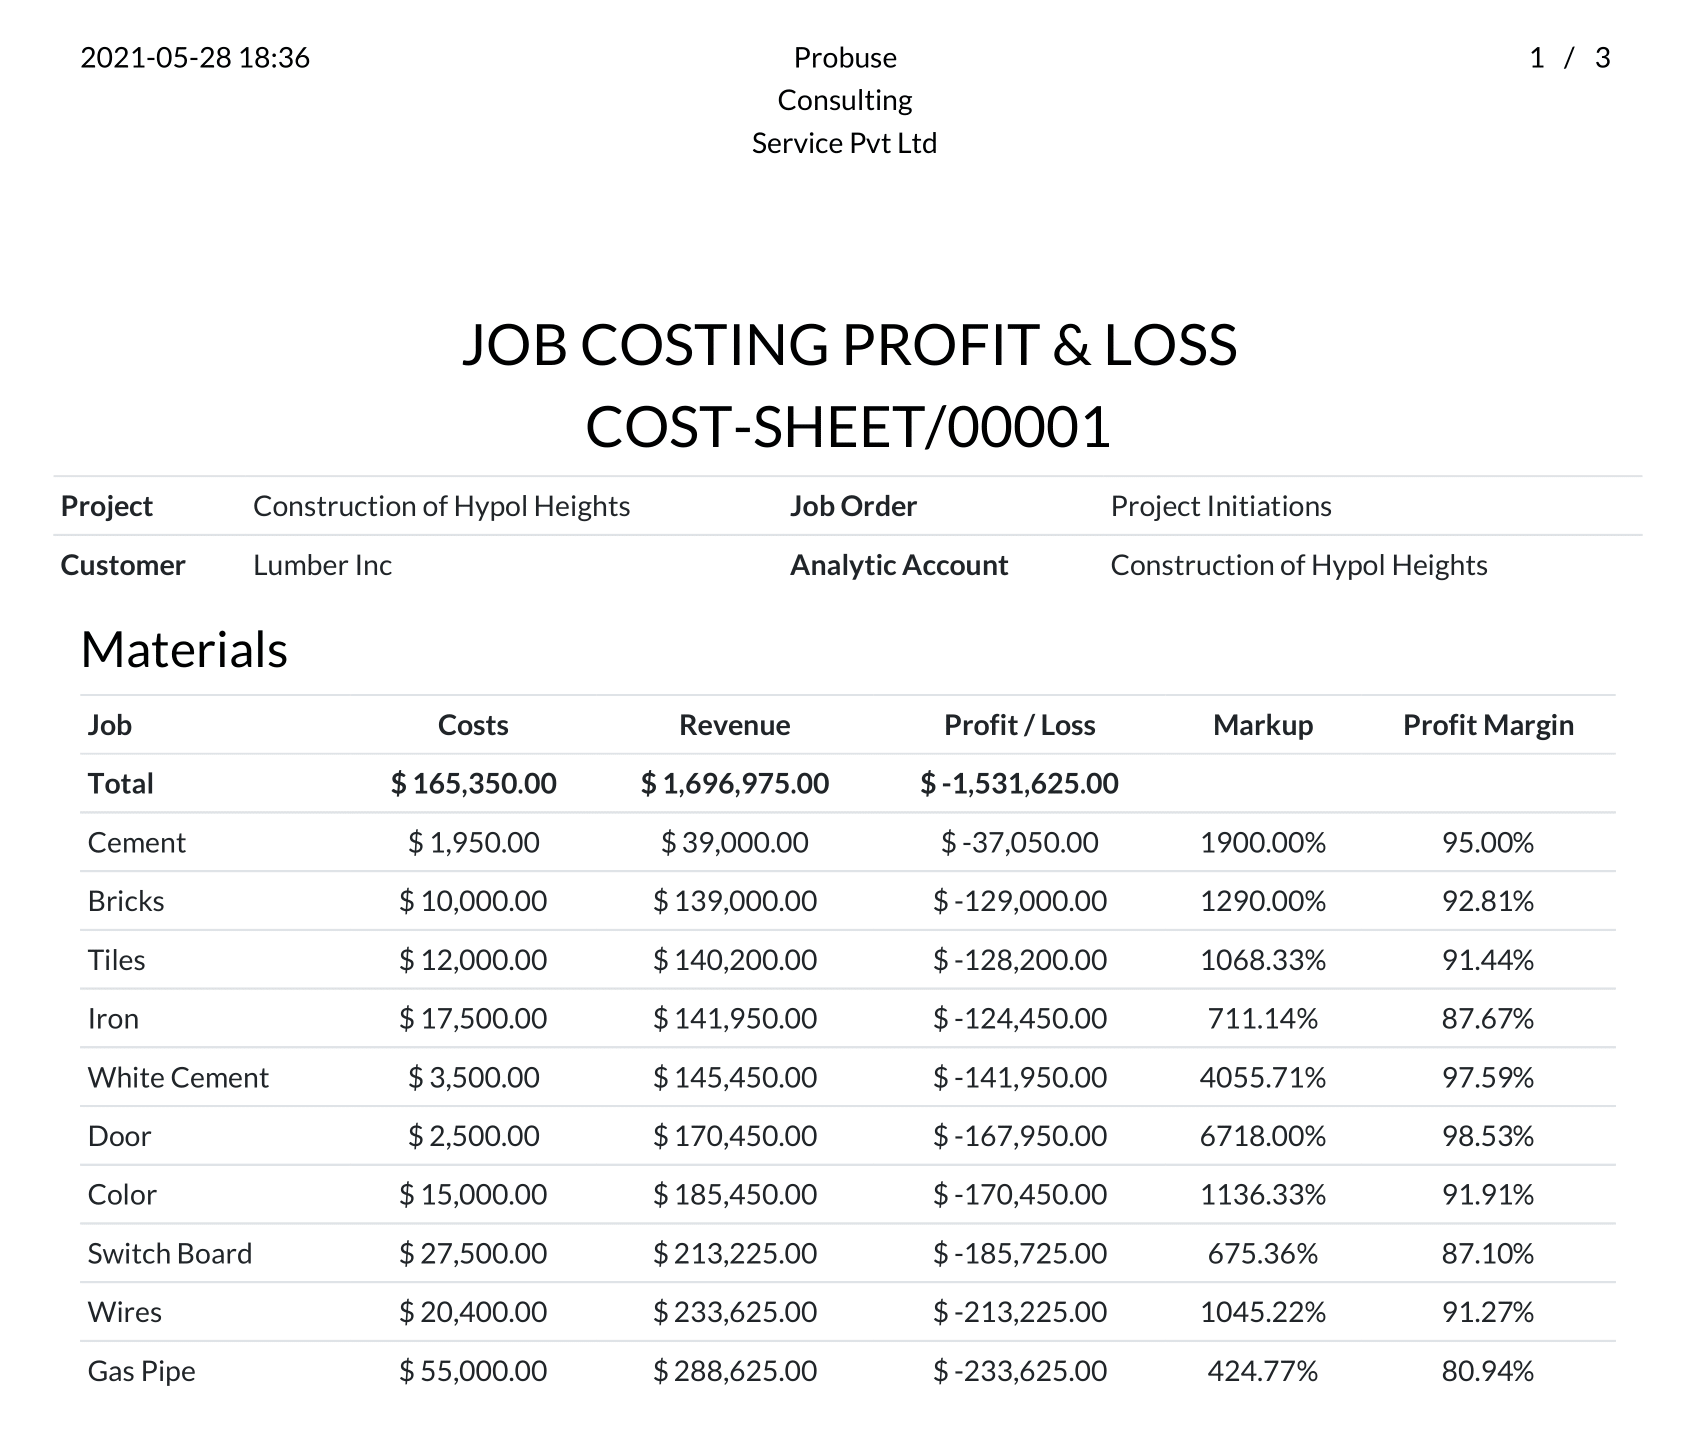 2021-05-28 18:36
Probuse
Consulting
Service Pvt Ltd
1 / 3
JOB COSTING PROFIT & LOSS
COST-SHEET/00001
Project Construction of Hypol Heights Job Order Project Initiations
Customer Lumber Inc Analytic Account Construction of Hypol Heights
Materials
Job Costs Revenue Profit / Loss Markup Profit Margin
Total $ 165,350.00 $ 1,696,975.00 $ -1,531,625.00
Cement $ 1,950.00 $ 39,000.00 $ -37,050.00 1900.00% 95.00%
Bricks $ 10,000.00 $ 139,000.00 $ -129,000.00 1290.00% 92.81%
Tiles $ 12,000.00 $ 140,200.00 $ -128,200.00 1068.33% 91.44%
Iron $ 17,500.00 $ 141,950.00 $ -124,450.00 711.14% 87.67%
White Cement $ 3,500.00 $ 145,450.00 $ -141,950.00 4055.71% 97.59%
Door $ 2,500.00 $ 170,450.00 $ -167,950.00 6718.00% 98.53%
Color $ 15,000.00 $ 185,450.00 $ -170,450.00 1136.33% 91.91%
Switch Board $ 27,500.00 $ 213,225.00 $ -185,725.00 675.36% 87.10%
Wires $ 20,400.00 $ 233,625.00 $ -213,225.00 1045.22% 91.27%
Gas Pipe $ 55,000.00 $ 288,625.00 $ -233,625.00 424.77% 80.94%